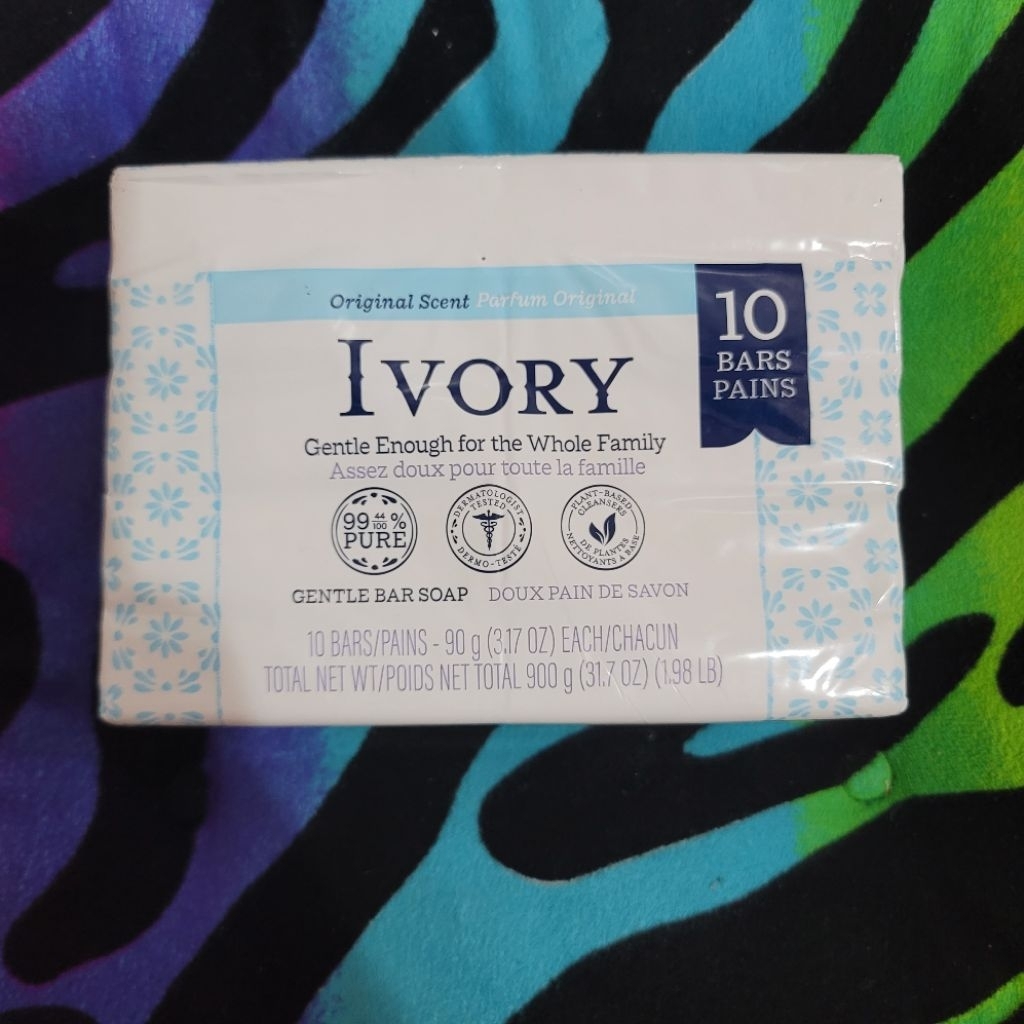 Original Scent Parfum Original
10
BARS
PAINS
IVORY
Gentle Enough for the Whole Family
Assez doux pour toute la famille
99 44/100 %
PURE
DERMATOLOGIST
TESTED
DERMO-TESTÉ
PLANT-BASED
CLEANSERS
NETTOYANTS À BASE
DE PLANTES
GENTLE BAR SOAP DOUX PAIN DE SAVON
10 BARS/PAINS - 90 g (3.17 OZ) EACH/CHACUN
TOTAL NET WT/POIDS NET TOTAL 900 g (31.7 OZ) (1.98 LB)